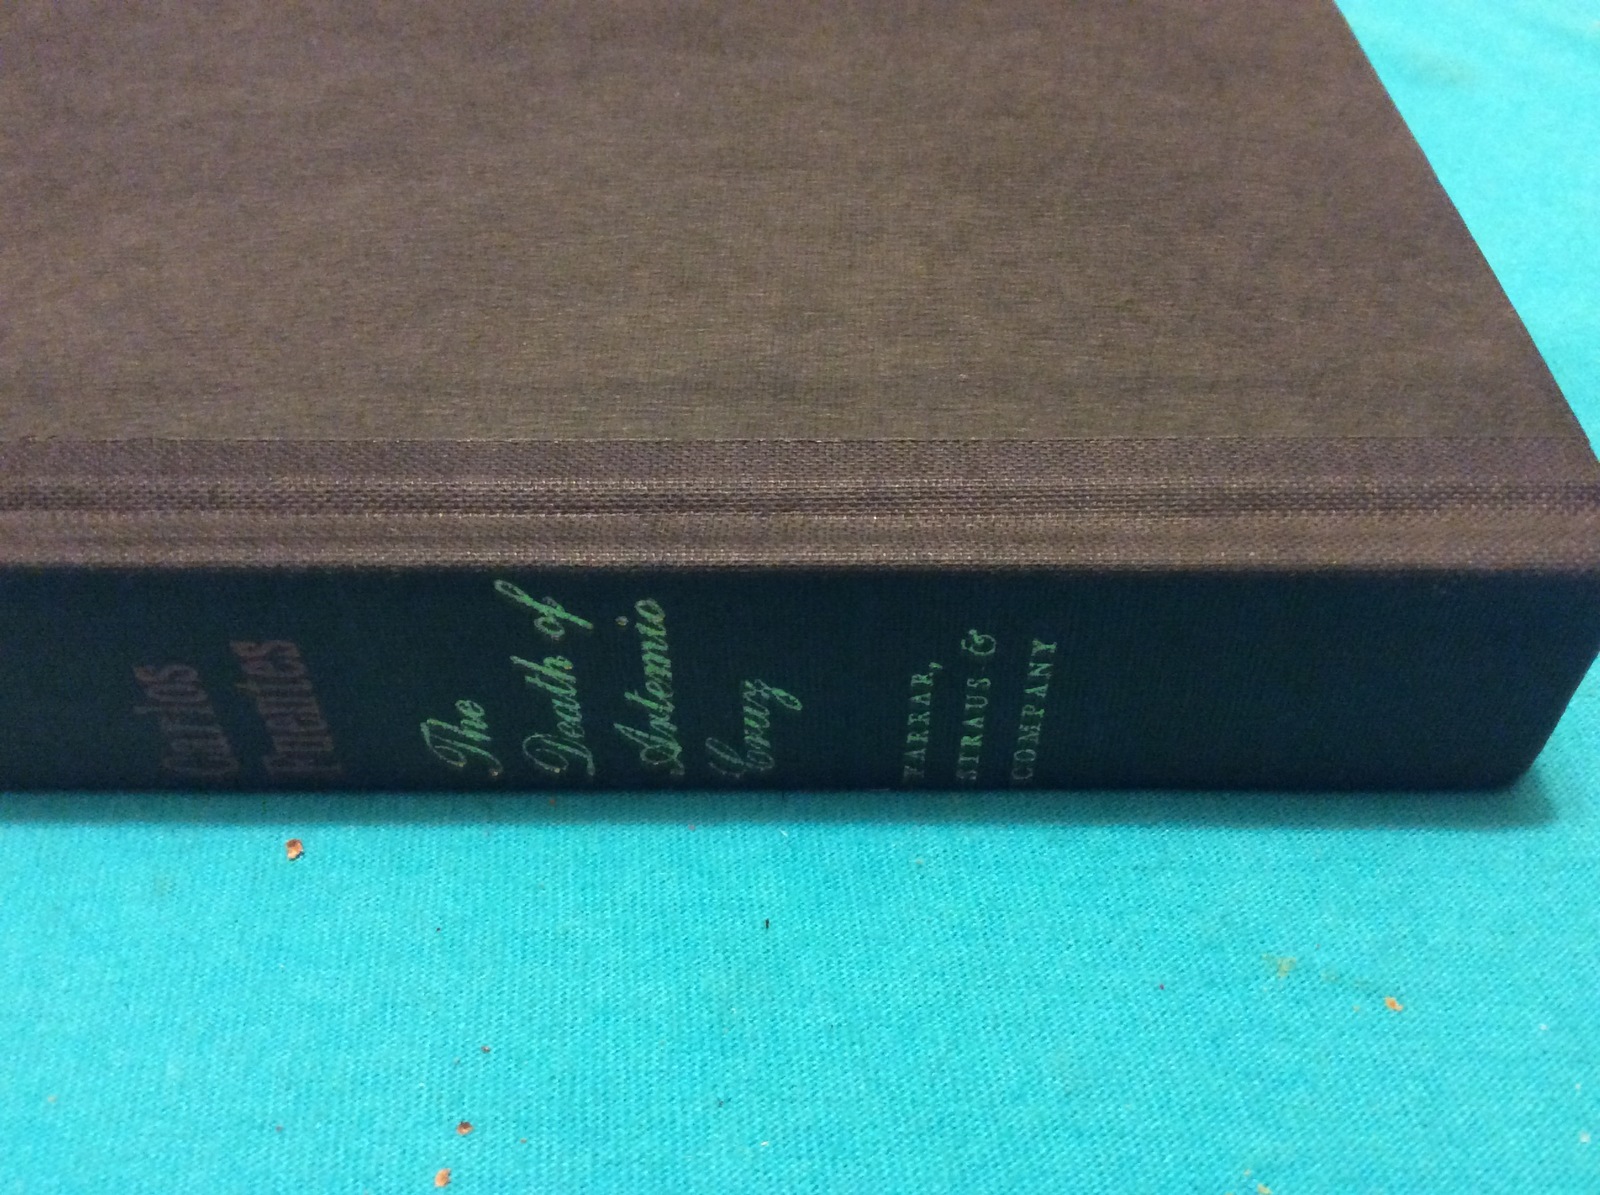 Carlos
Fuentes
The
Death of
Artemio
Cruz
FARRAR,
STRAUS &
COMPANY